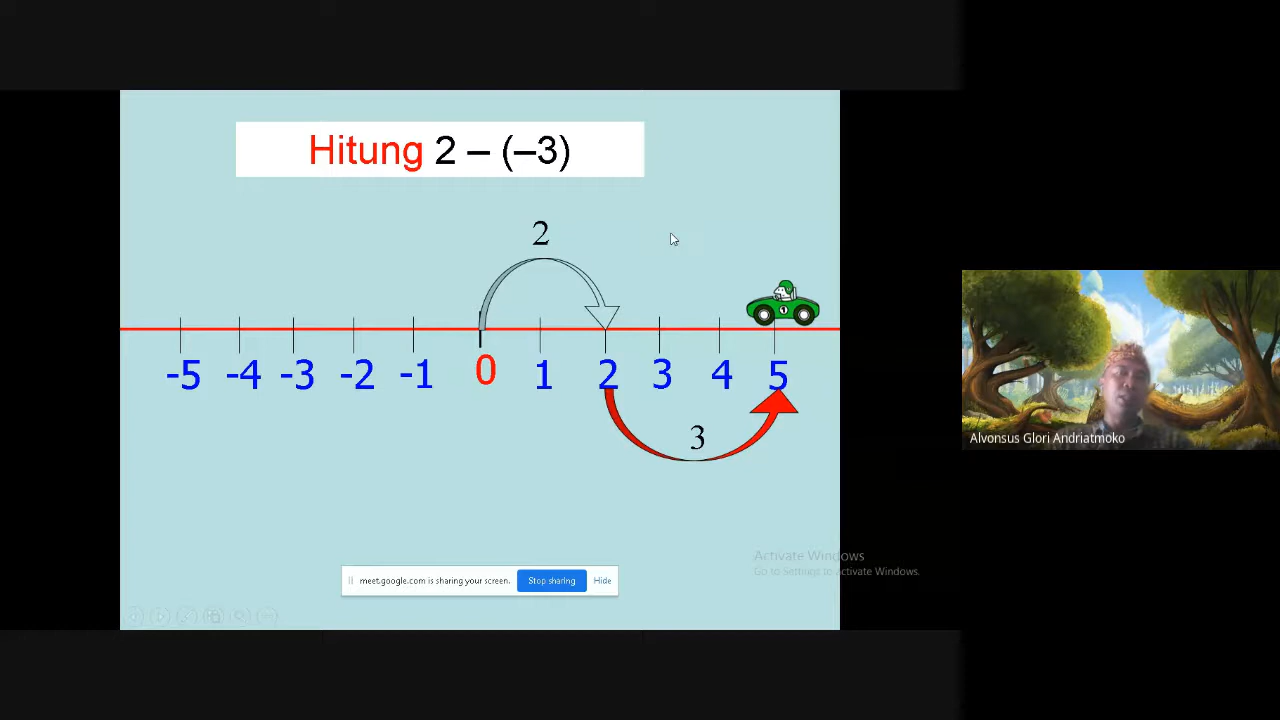 Hitung 2 – (–3)
2
-5 -4 -3 -2 -1 0 1 2 3 4 5
3
1
Alvonsus Glori Andriatmoko
Activate Windows
Go to Settings to activate Windows.
meet.google.com is sharing your screen. Stop sharing Hide